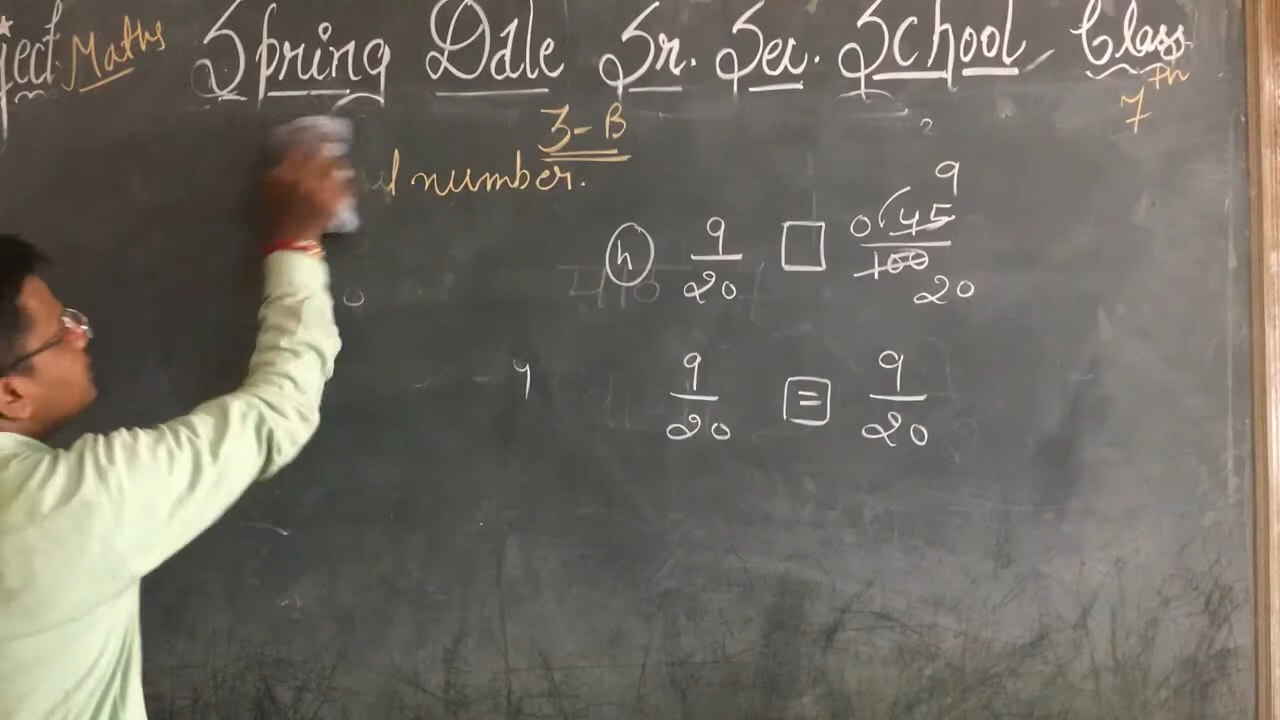 ject Maths Spring Dale Sr. Sec. School, Class 7th
3-B
number.
(h) 9/20 □ 0(45/100 9 20
9/20 = 9/20